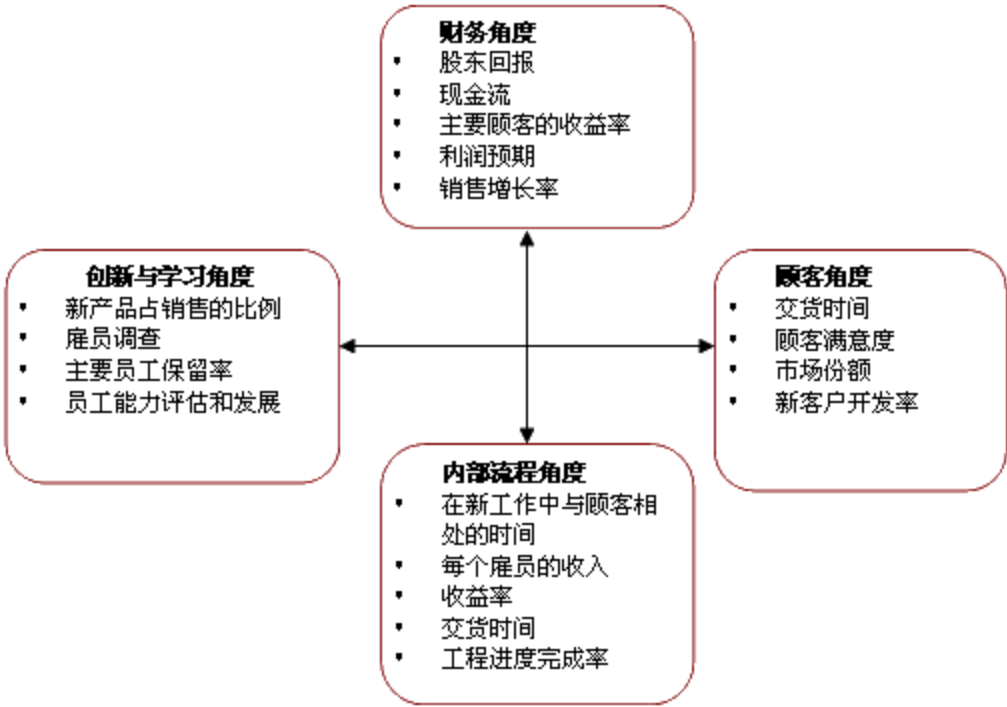 财务角度
• 股东回报
• 现金流
• 主要顾客的收益率
• 利润预期
• 销售增长率
创新与学习角度
• 新产品占销售的比例
• 雇员调查
• 主要员工保留率
• 员工能力评估和发展
顾客角度
• 交货时间
• 顾客满意度
• 市场份额
• 新客户开发率
内部流程角度
• 在新工作中与顾客相
处的时间
• 每个雇员的收入
• 收益率
• 交货时间
• 工程进度完成率